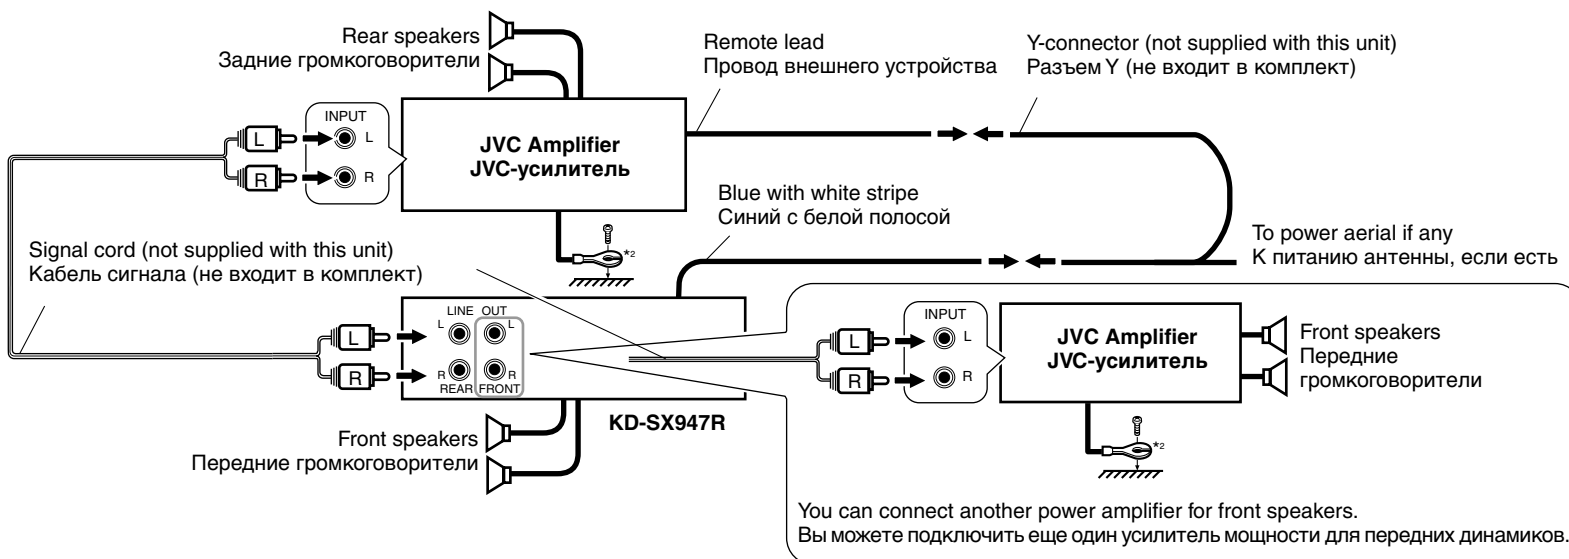 Rear speakers
Задние громкоговорители
Remote lead
Провод внешнего устройства
Y-connector (not supplied with this unit)
Разъем Y (не входит в комплект)
INPUT
L
L
R
R
JVC Amplifier
JVC-усилитель
Blue with white stripe
Синий с белой полосой
*2
To power aerial if any
К питанию антенны, если есть
Signal cord (not supplied with this unit)
Кабель сигнала (не входит в комплект)
LINE OUT
L
L
L
R
R
R
REAR
FRONT
KD-SX947R
Front speakers
Передние громкоговорители
INPUT
L
L
R
R
JVC Amplifier
JVC-усилитель
Front speakers
Передние
громкоговорители
*2
You can connect another power amplifier for front speakers.
Вы можете подключить еще один усилитель мощности для передних динамиков.